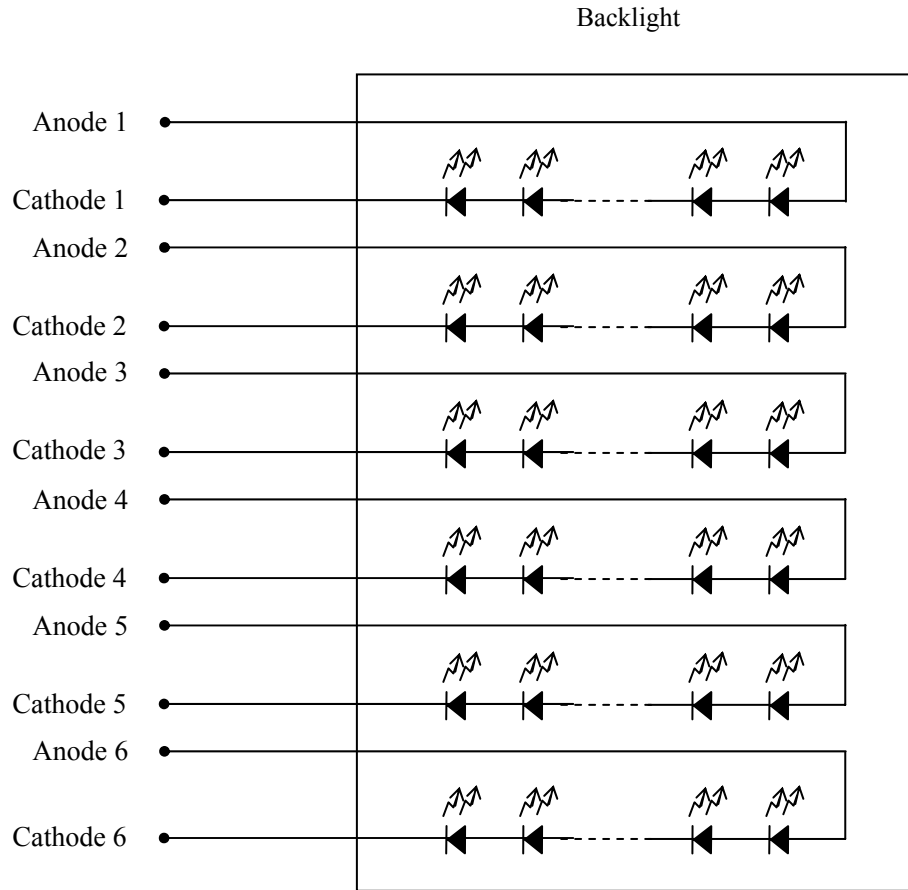 Backlight
Anode 1
Cathode 1
Anode 2
Cathode 2
Anode 3
Cathode 3
Anode 4
Cathode 4
Anode 5
Cathode 5
Anode 6
Cathode 6